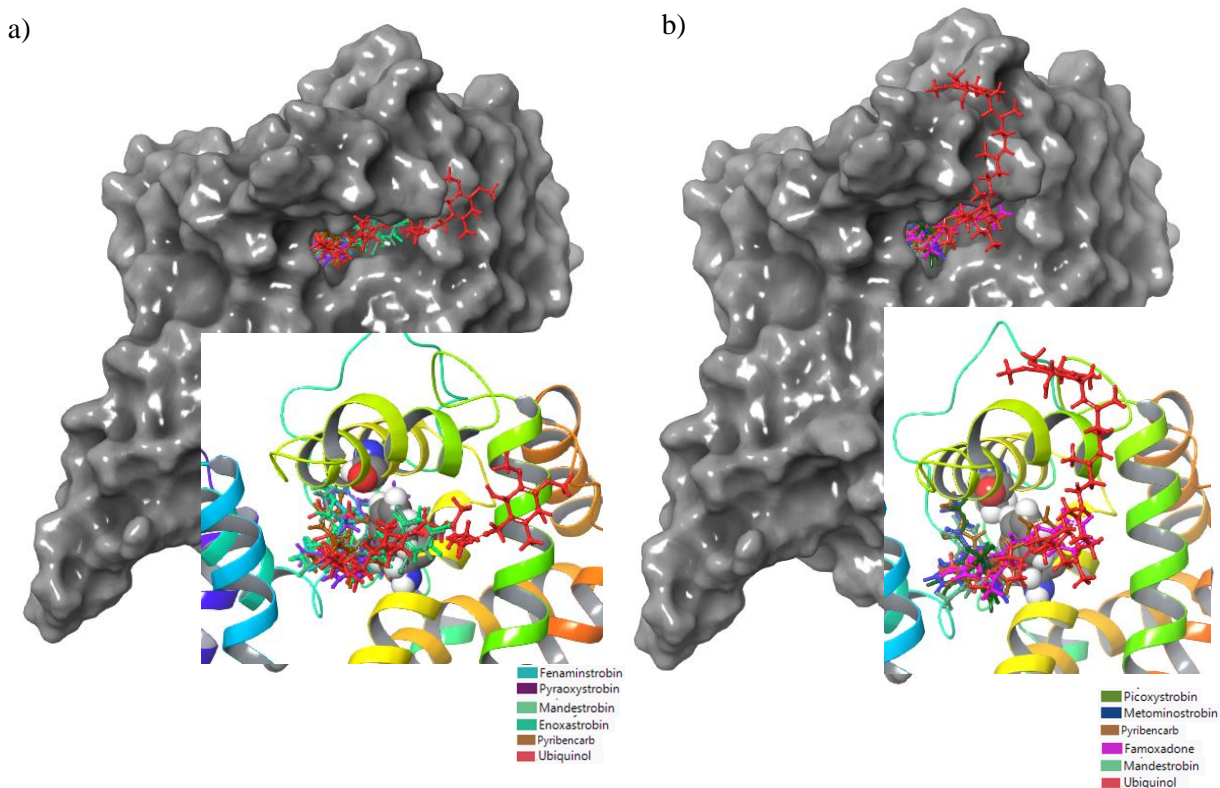 a)
b)
Fenaminstrobin
Pyraoxystrobin
Mandestrobin
Enoxastrobin
Pyribencarb
Ubiquinol
Picoxystrobin
Metominostrobin
Pyribencarb
Famoxadone
Mandestrobin
Ubiquinol